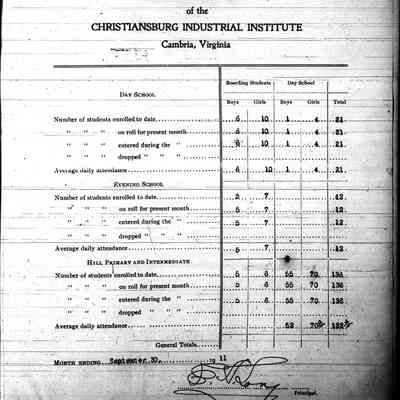 of the
CHRISTIANSBURG INDUSTRIAL INSTITUTE
Cambria, Virginia
Boarding Students Day School
DAY SCHOOL Boys Girls Boys Girls Total
Number of students enrolled to date 6 10 1 4 21
" " " on roll for present month 6 10 1 4 21
" " " entered during the " 10 1 4 21
" " " dropped " " "
Average daily attendance 6 10 1 4 21
EVENING SCHOOL
Number of students enrolled to date 5 7 12
" " " on roll for present month 5 7 12
" " " entered during the " 5 7 12
" " " dropped " " "
Average daily attendance 5 7 12
HILL PRIMARY AND INTERMEDIATE
Number of students enrolled to date 5 6 55 70
" " " on roll for present month 5 6 55 70 136
" " " entered during the " 5 6 55 70 136
" " " dropped " " "
Average daily attendance 52 70
General Totals
MONTH ENDING September 30, 1911
Principal.